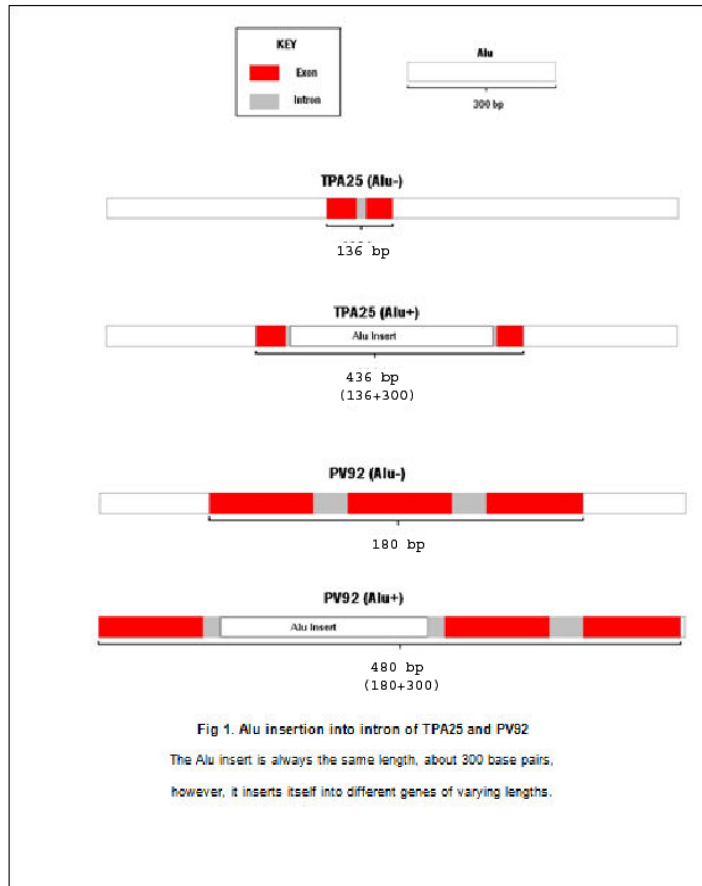 KEY
Exon
Intron
Alu
300 bp
TPA25 (Alu-)
136 bp
TPA25 (Alu+)
Alu Insert
436 bp
(136+300)
PV92 (Alu-)
180 bp
PV92 (Alu+)
Alu Insert
480 bp
(180+300)
Fig 1. Alu insertion into intron of TPA25 and PV92
The Alu insert is always the same length, about 300 base pairs,
however, it inserts itself into different genes of varying lengths.